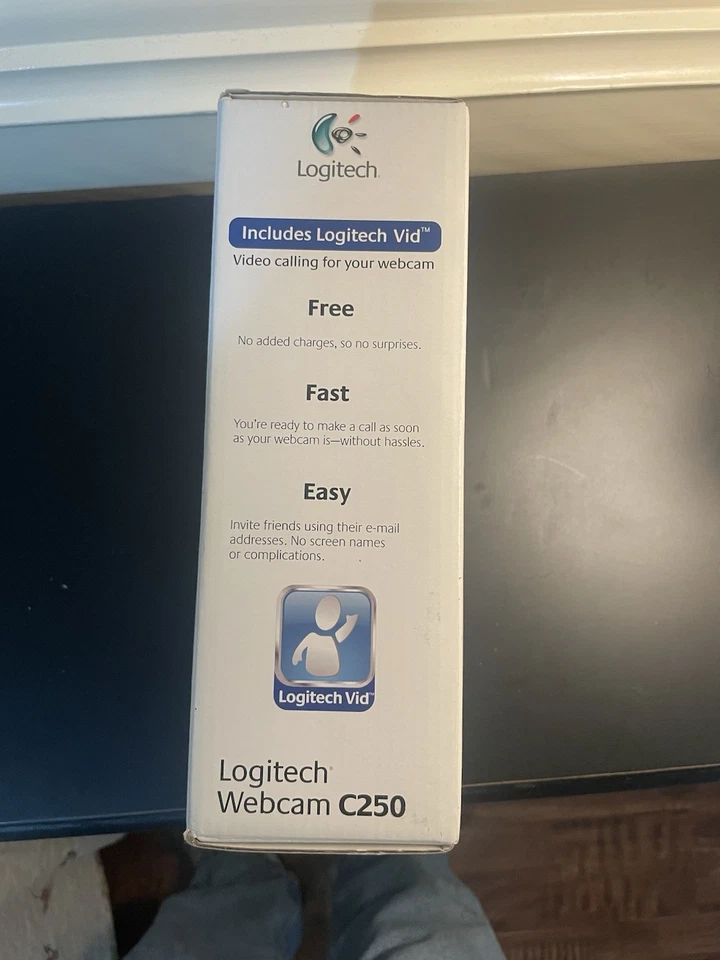 Logitech
Includes Logitech Vid™
Video calling for your webcam
Free
No added charges, so no surprises.
Fast
You're ready to make a call as soon
as your webcam is—without hassles.
Easy
Invite friends using their e-mail
addresses. No screen names
or complications.
Logitech Vid™
Logitech®
Webcam C250